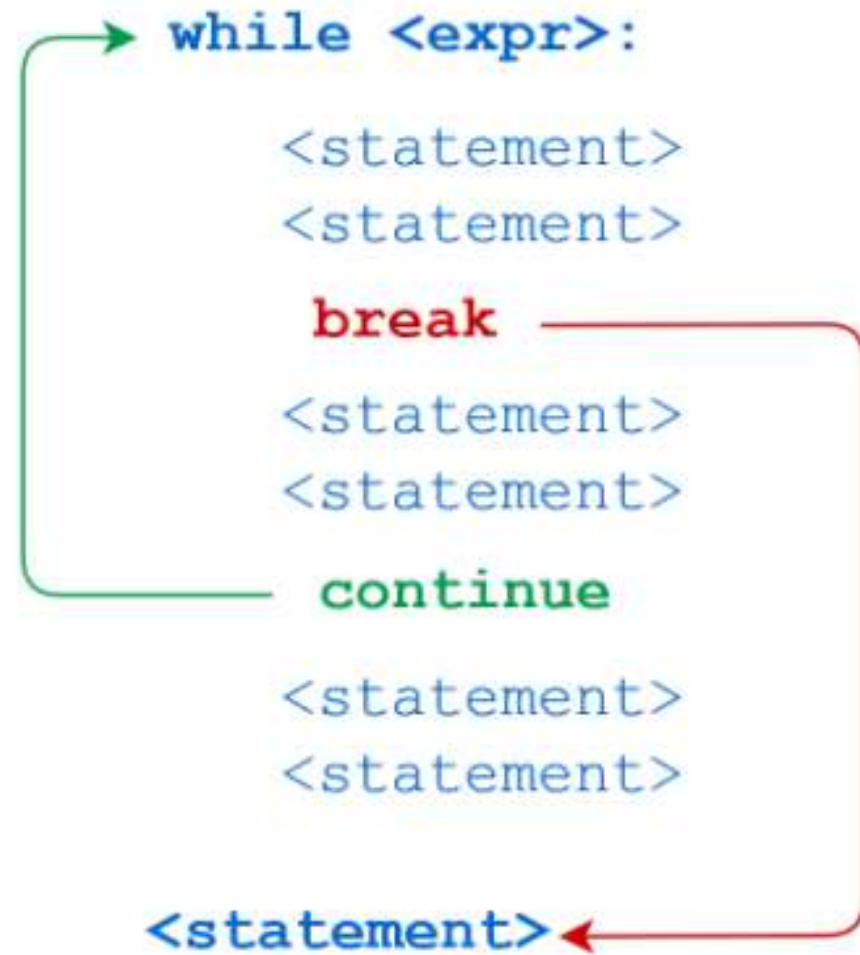 while <expr>:
<statement>
<statement>
break
<statement>
<statement>
continue
<statement>
<statement>
<statement>